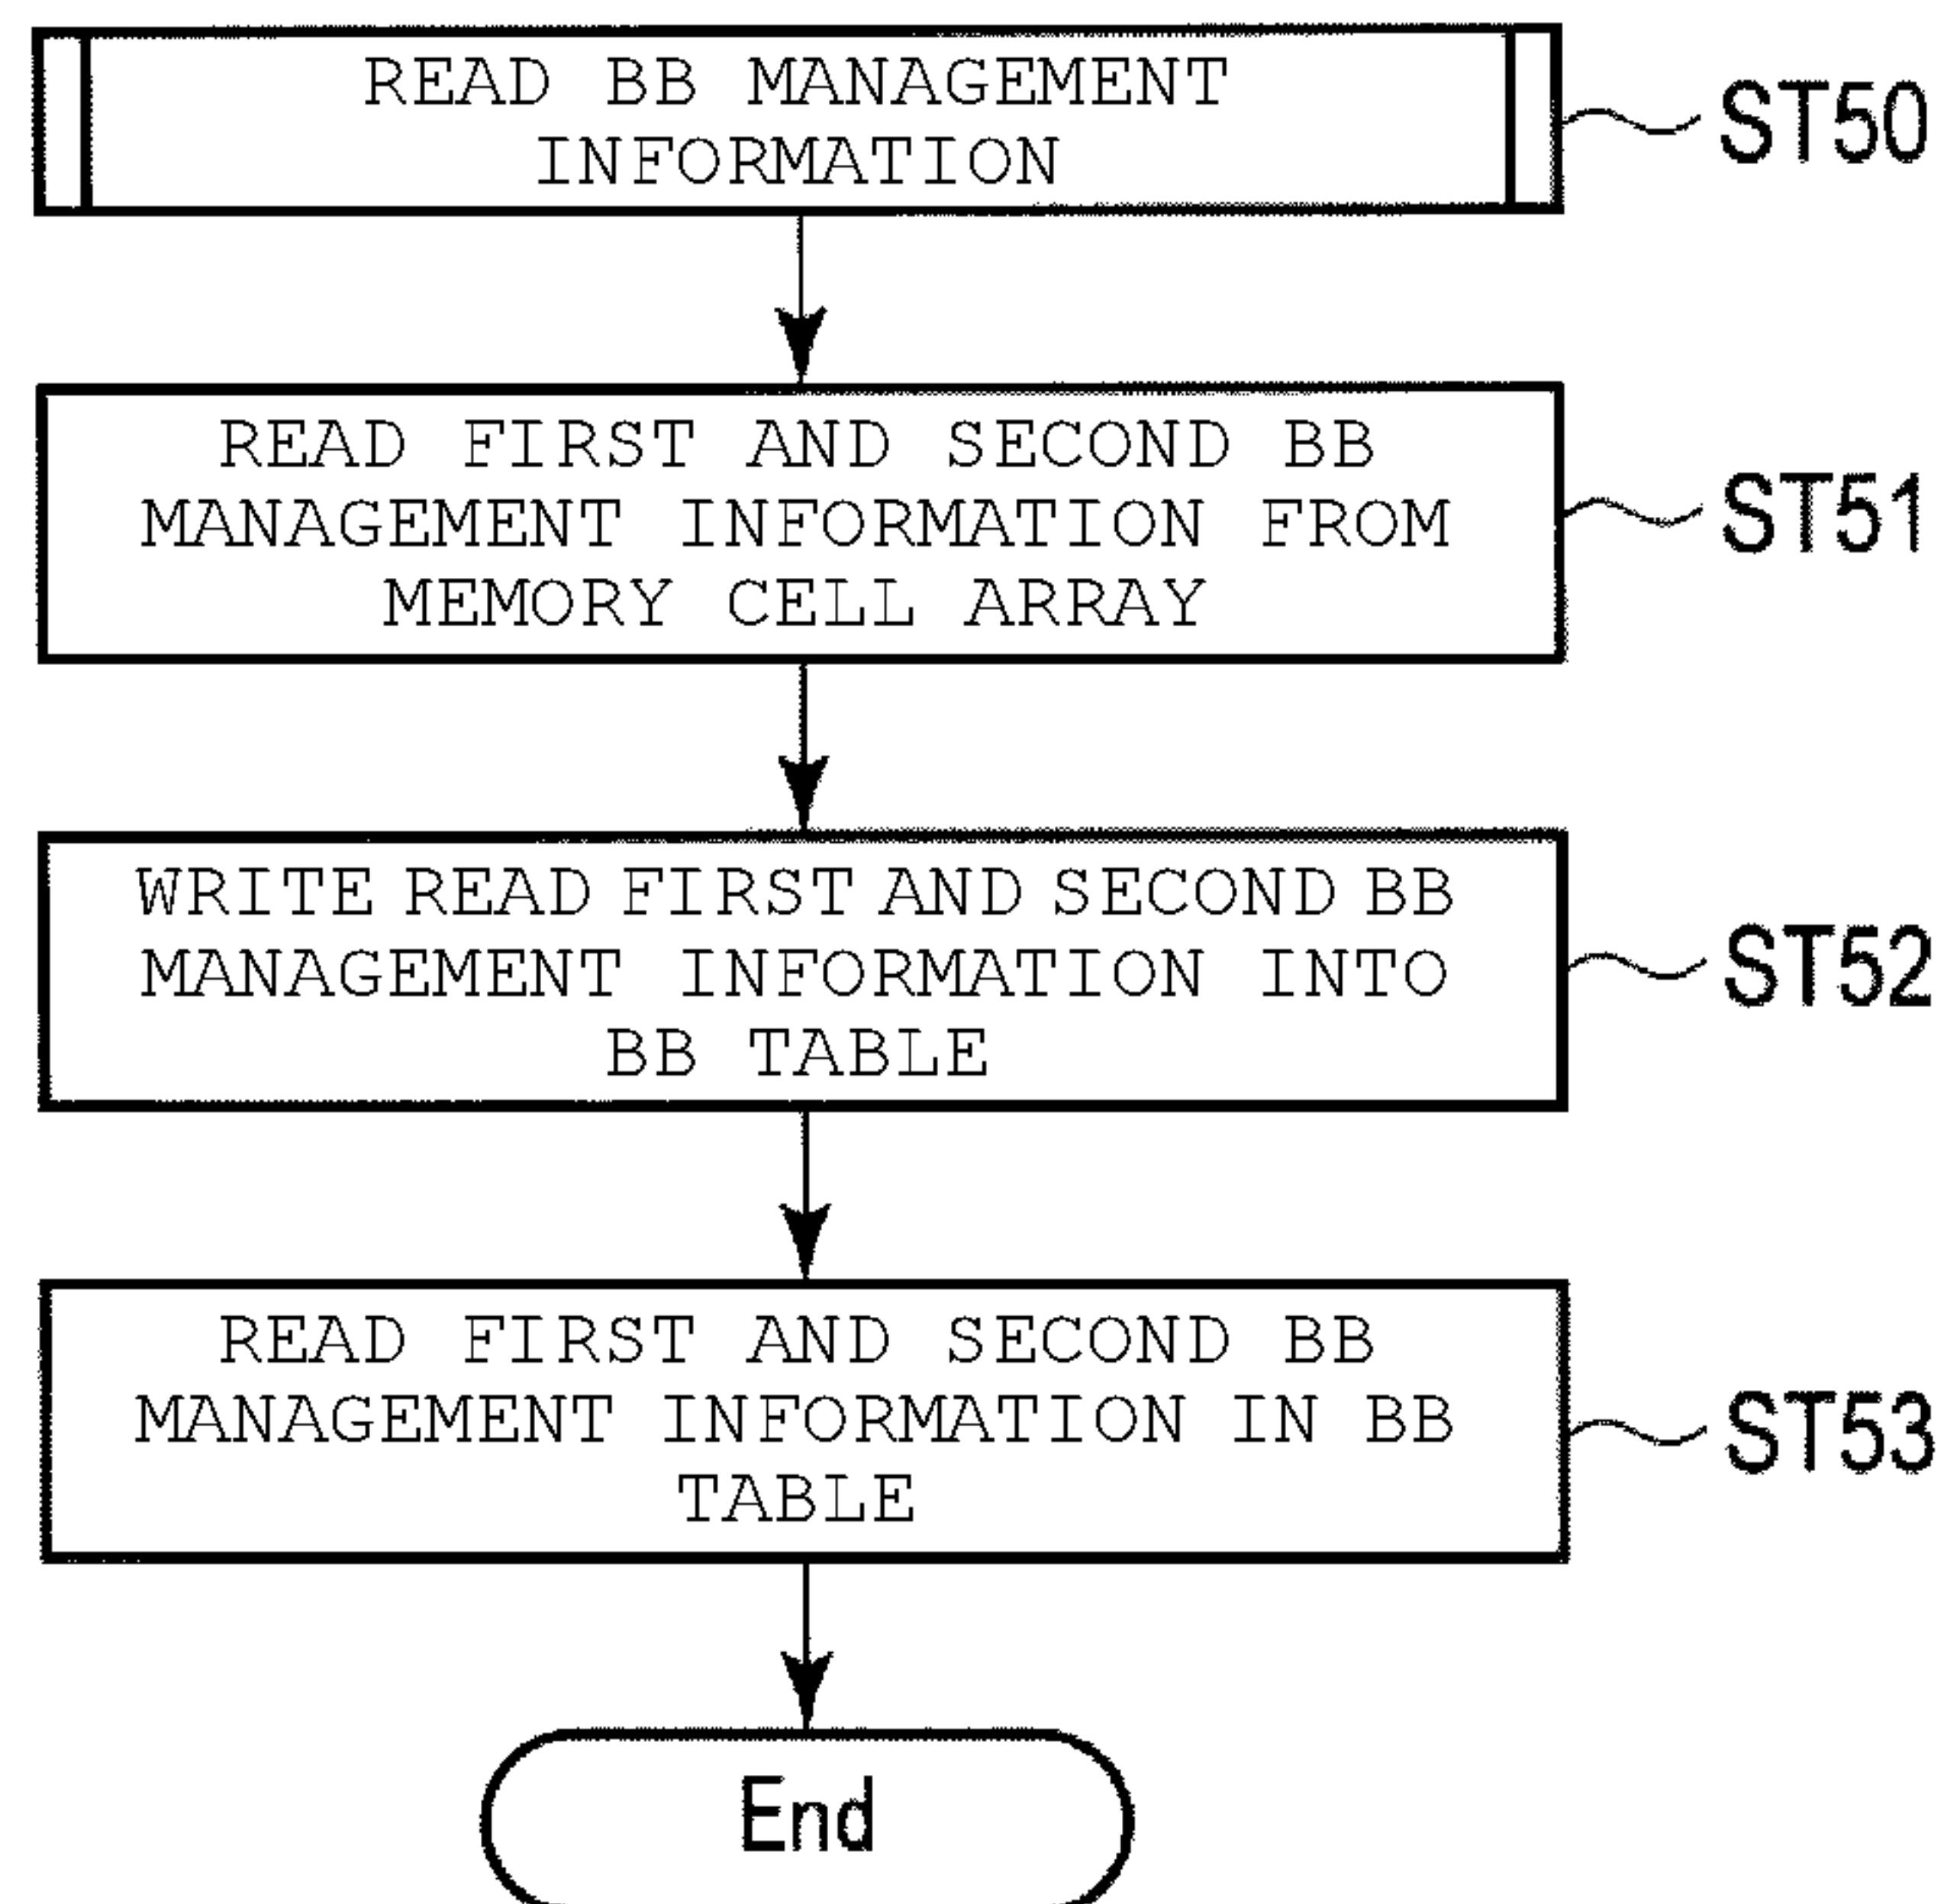 READ BB MANAGEMENT
INFORMATION
ST50
READ FIRST AND SECOND BB
MANAGEMENT INFORMATION FROM
MEMORY CELL ARRAY
ST51
WRITE READ FIRST AND SECOND BB
MANAGEMENT INFORMATION INTO
BB TABLE
ST52
READ FIRST AND SECOND BB
MANAGEMENT INFORMATION IN BB
TABLE
ST53
End